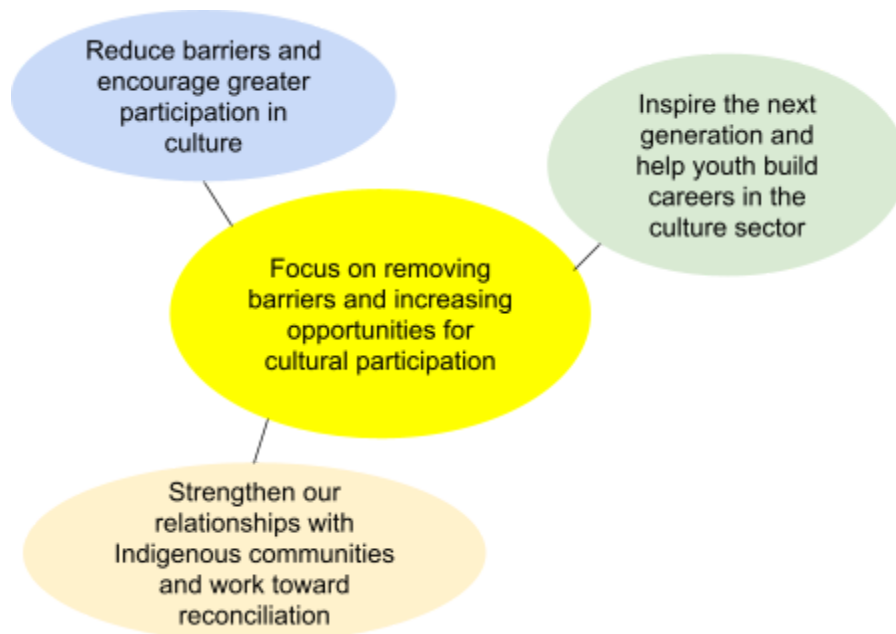 Reduce barriers and
encourage greater
participation in
culture
Inspire the next
generation and
help youth build
careers in the
culture sector
Focus on removing
barriers and increasing
opportunities for
cultural participation
Strengthen our
relationships with
Indigenous communities
and work toward
reconciliation